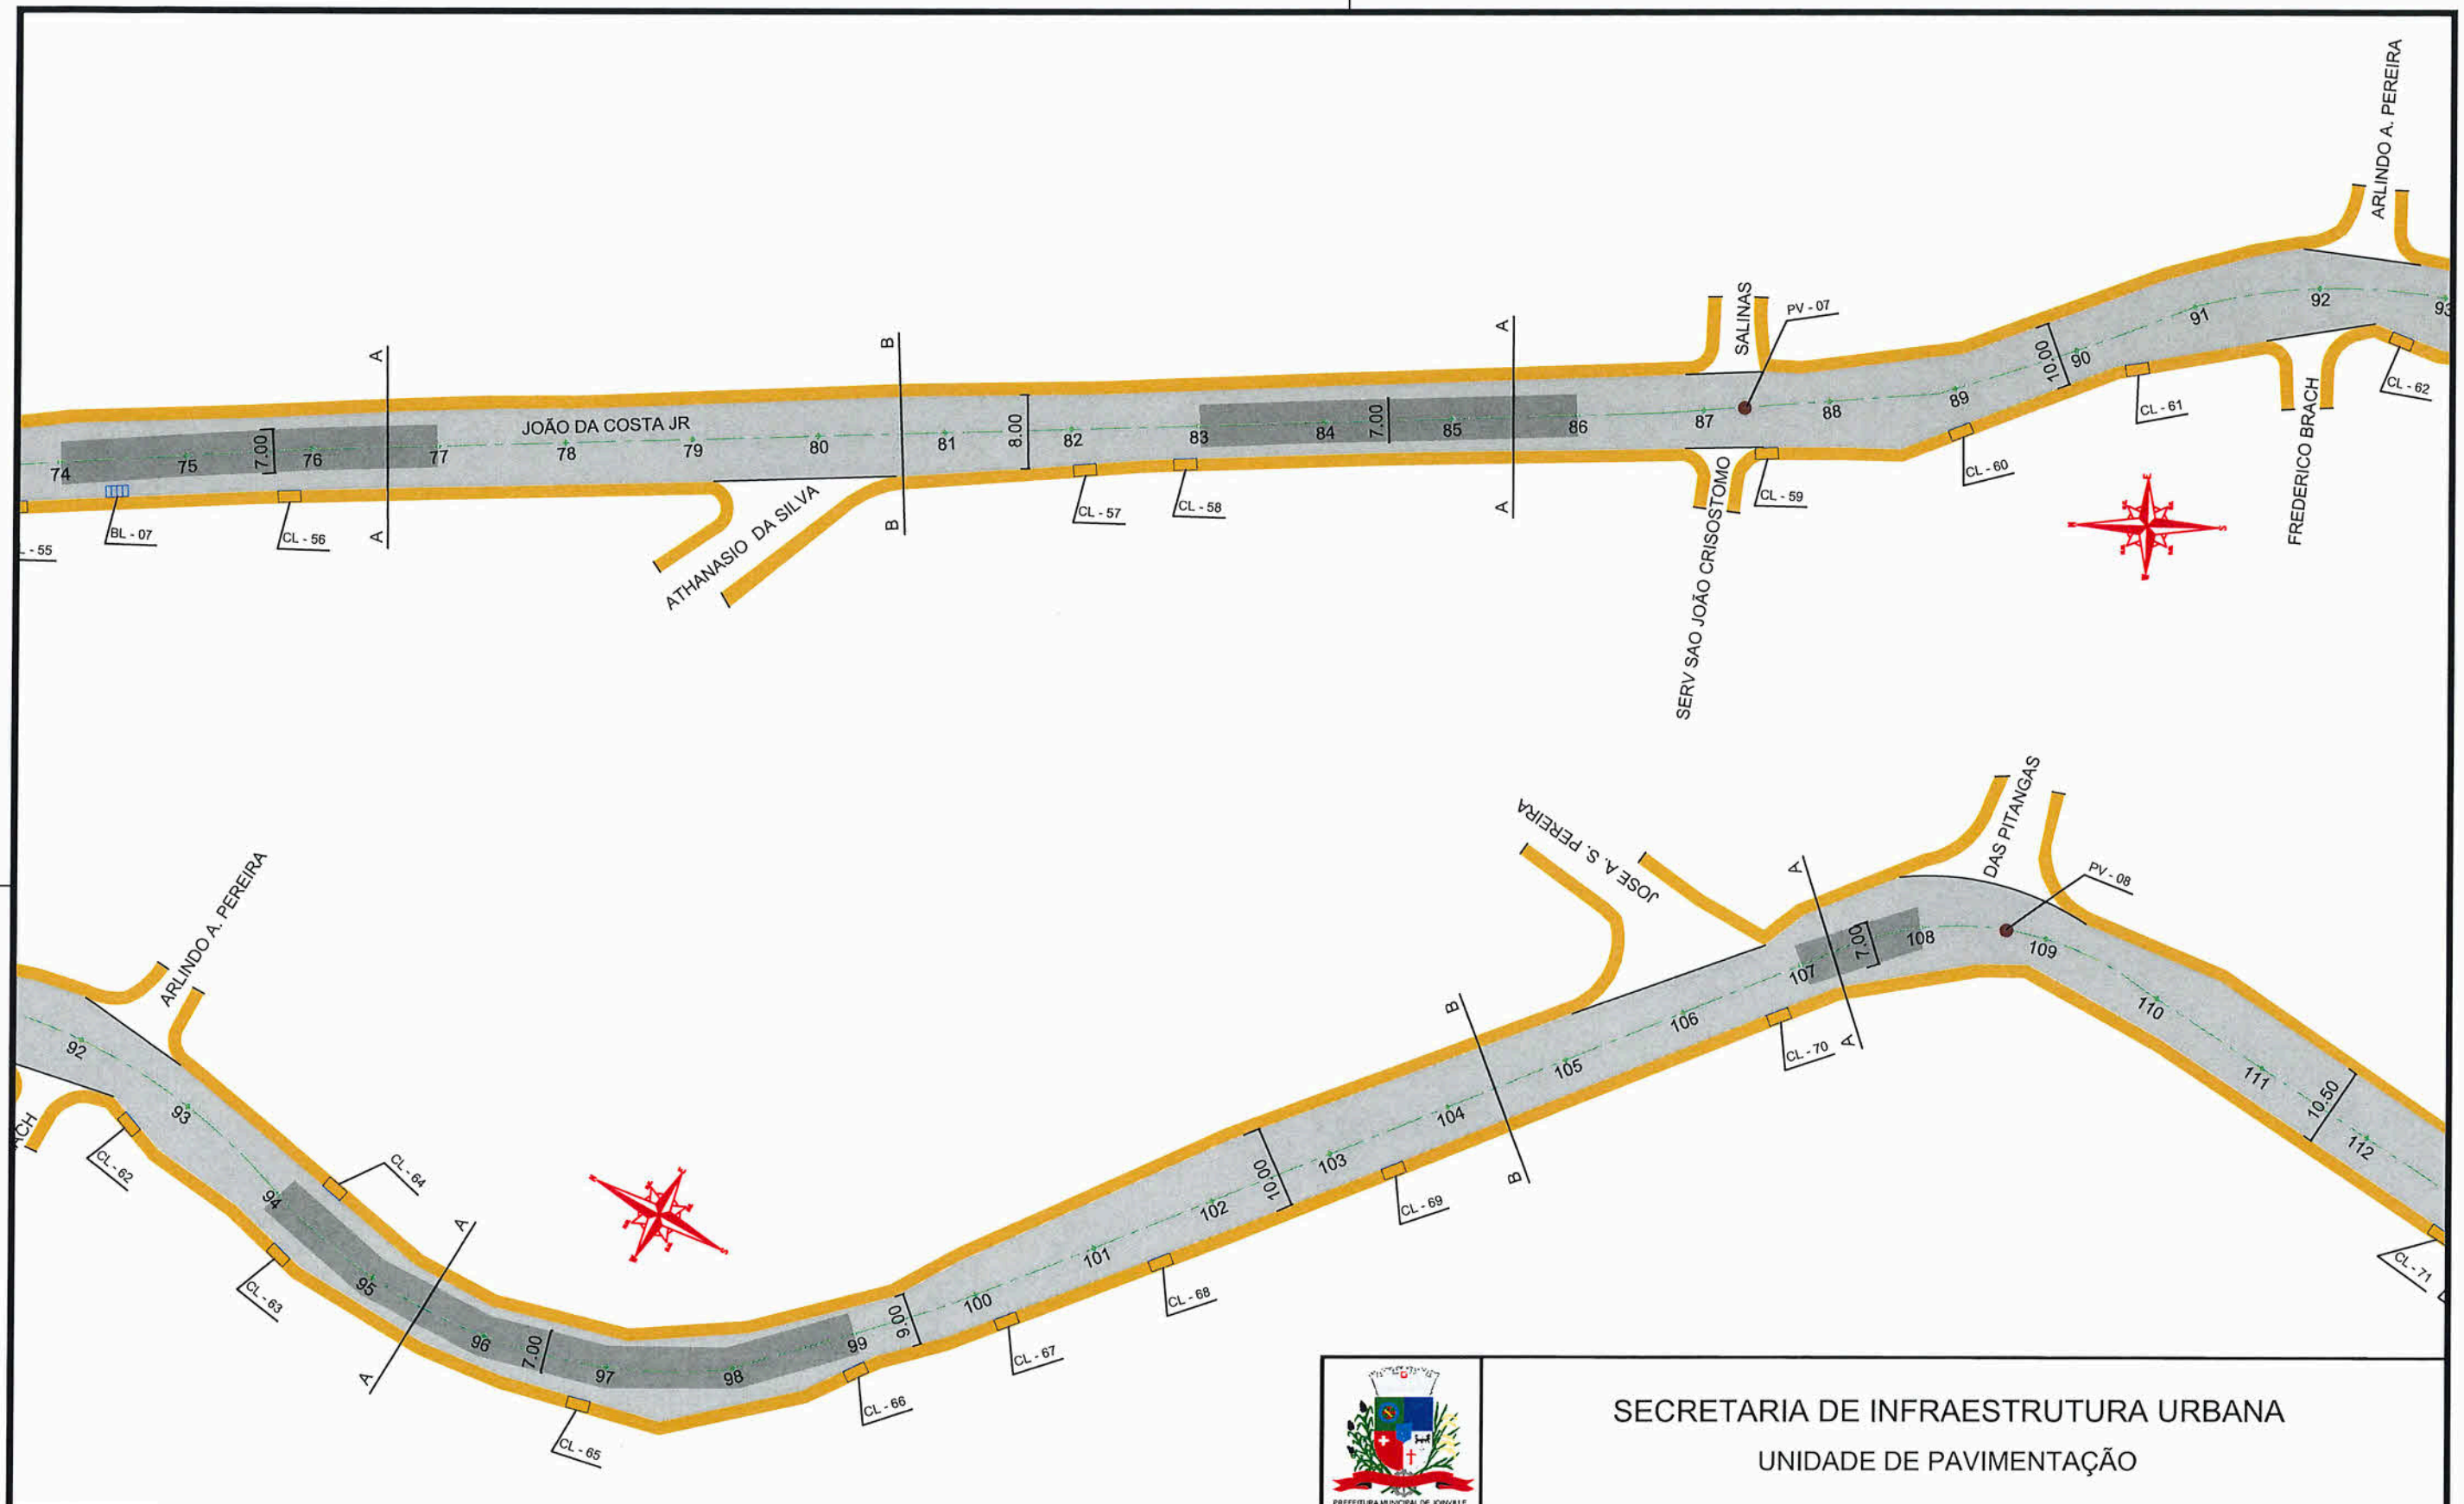 ARLINDO A. PEREIRA
SALINAS
PV - 07
A
B
A
JOÃO DA COSTA JR
7.00
8.00
7.00
10.00
74
75
76
77
78
79
80
81
82
83
84
85
86
87
88
89
90
91
92
93
L - 55
BL - 07
CL - 56
A
ATHANASIO DA SILVA
B
CL - 57
CL - 58
A
SERV SAO JOÃO CRISOSTOMO
CL - 59
CL - 60
CL - 61
FREDERICO BRACH
CL - 62
ARLINDO A. PEREIRA
JOSE A. S. PEREIRA
DAS PITANGAS
PV - 08
ACH
CL - 62
CL - 63
CL - 64
A
A
CL - 65
CL - 66
CL - 67
CL - 68
CL - 69
B
B
CL - 70
A
A
CL - 71
92
93
94
95
96
7.00
97
98
99
9.00
100
101
102
10.00
103
104
105
106
107
7.00
108
109
110
111
10.50
112
SECRETARIA DE INFRAESTRUTURA URBANA
UNIDADE DE PAVIMENTAÇÃO
PREFEITURA MUNICIPAL DE JOINVILLE